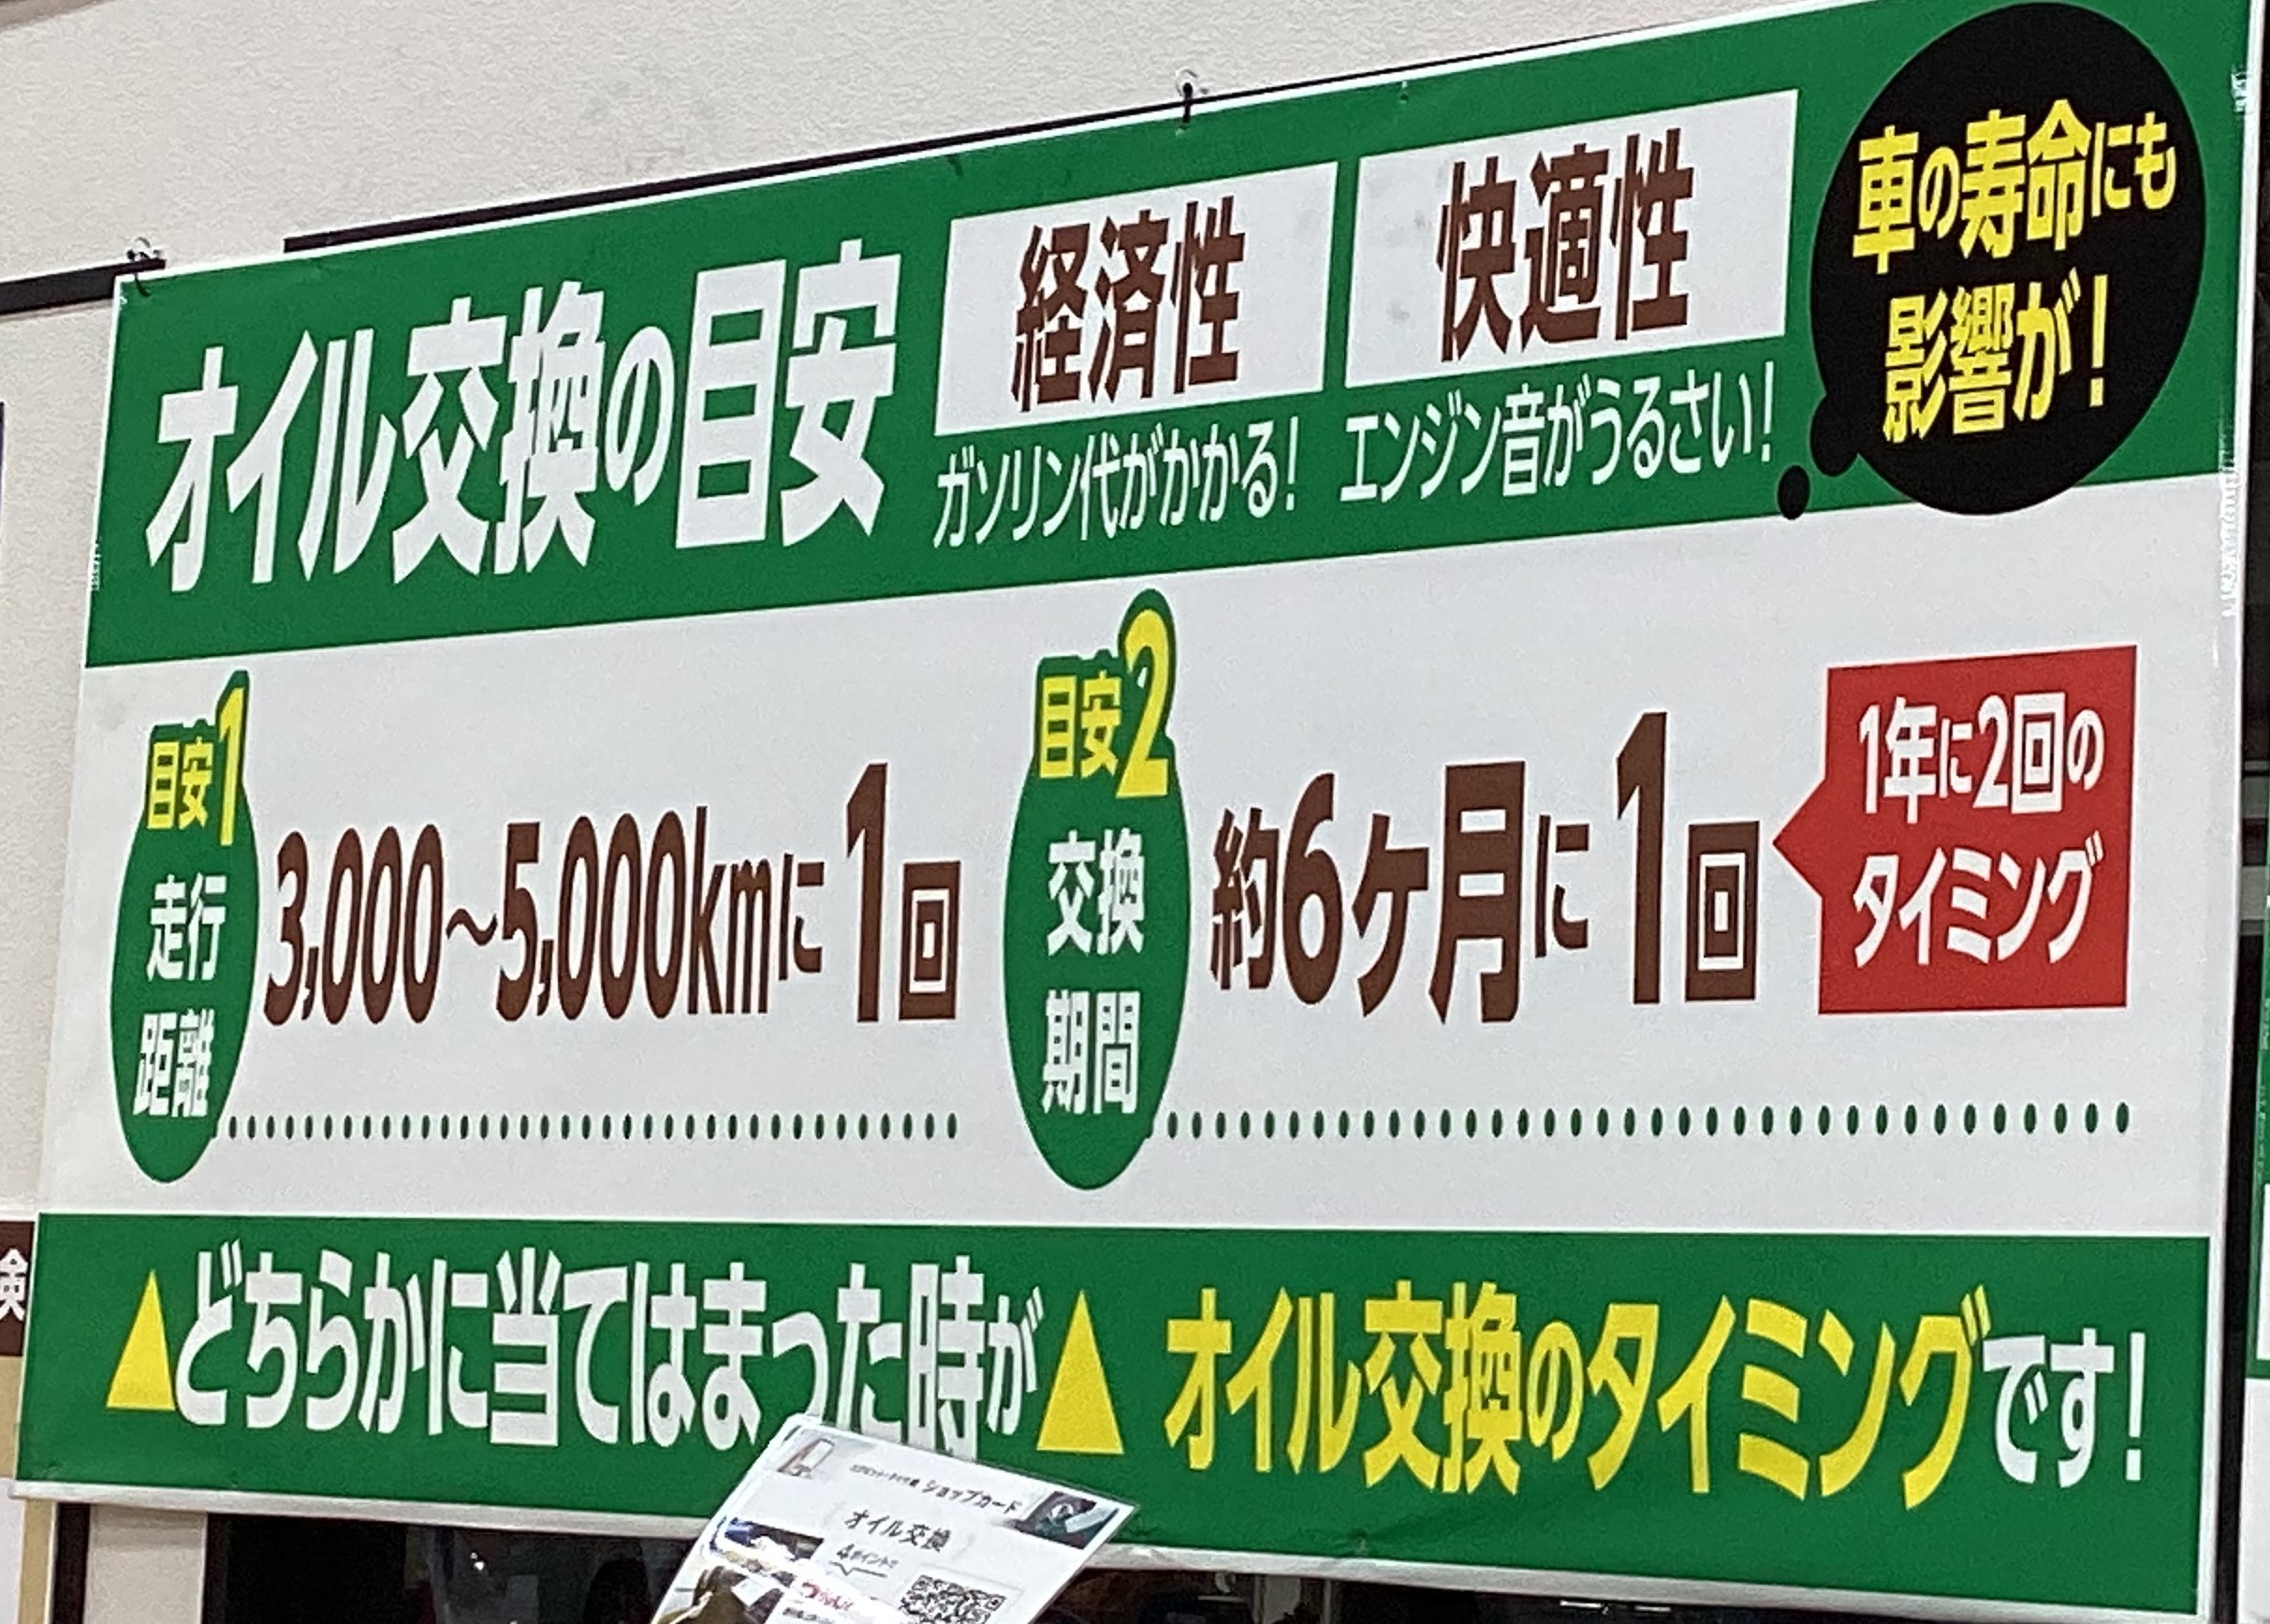 オイル交換の目安
経済性
ガソリン代がかかる!
快適性
エンジン音がうるさい!
車の寿命にも
影響が!
目安1
走行
距離
3,000~5,000kmに1回
目安2
交換
期間
約6ケ月に1回
1年に2回の
タイミング
▲どちらかに当てはまった時が▲ オイル交換のタイミングです!
検
ショップカード
オイル交換